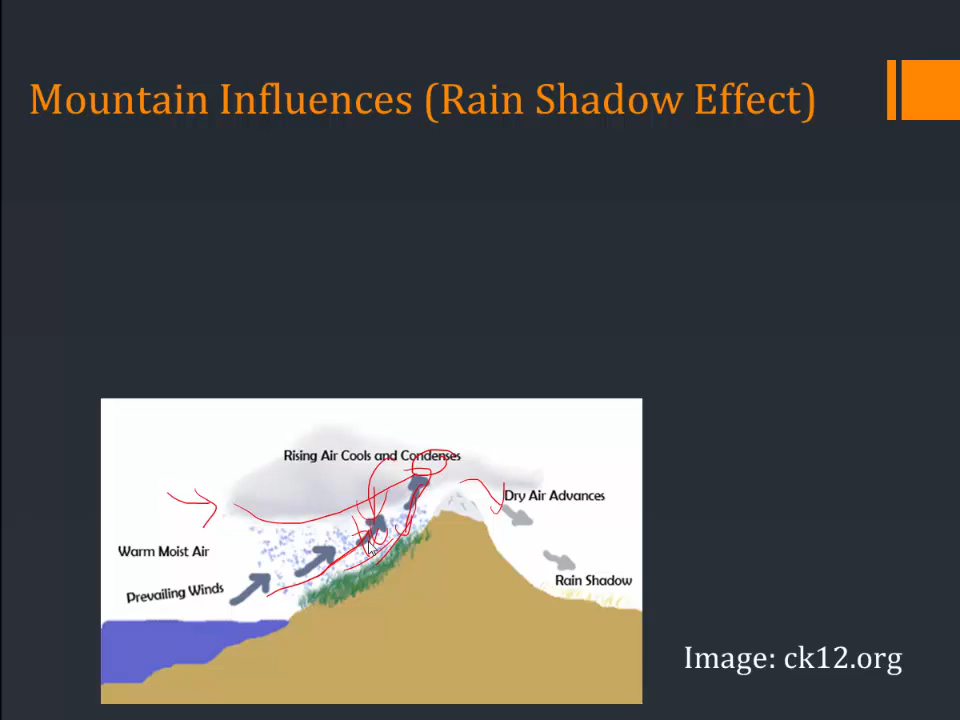 Mountain Influences (Rain Shadow Effect)
Rising Air Cools and Condenses
Dry Air Advances
Warm Moist Air
Rain Shadow
Prevailing Winds
Image: ck12.org